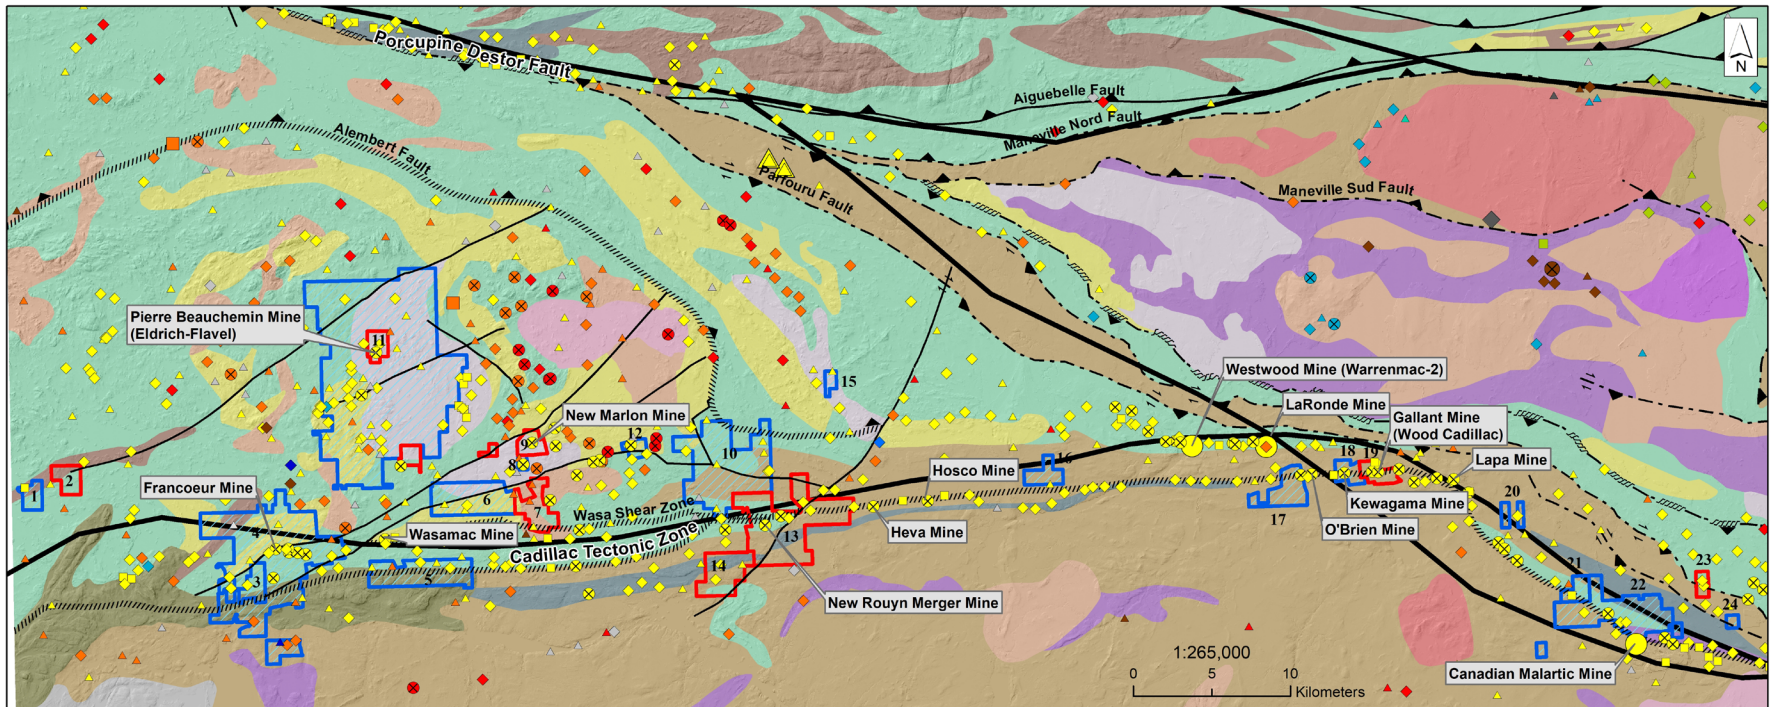 Porcupine Destor Fault
N
Aiguebelle Fault
Maneville Nord Fault
Alembert Fault
Parfouru Fault
Maneville Sud Fault
Pierre Beauchemin Mine
(Eldrich-Flavel)
11
Westwood Mine (Warrenmac-2)
15
LaRonde Mine
New Marlon Mine
Gallant Mine
(Wood Cadillac)
12
9
10
8
Hosco Mine
16
18
19
Lapa Mine
2
1
Francoeur Mine
6
7
Wasa Shear Zone
Kewagama Mine
20
17
O'Brien Mine
Wasamac Mine
Cadillac Tectonic Zone
4
13
Heva Mine
3
5
14
21
22
23
24
New Rouyn Merger Mine
1:265,000
0 5 10
Kilometers
Canadian Malartic Mine